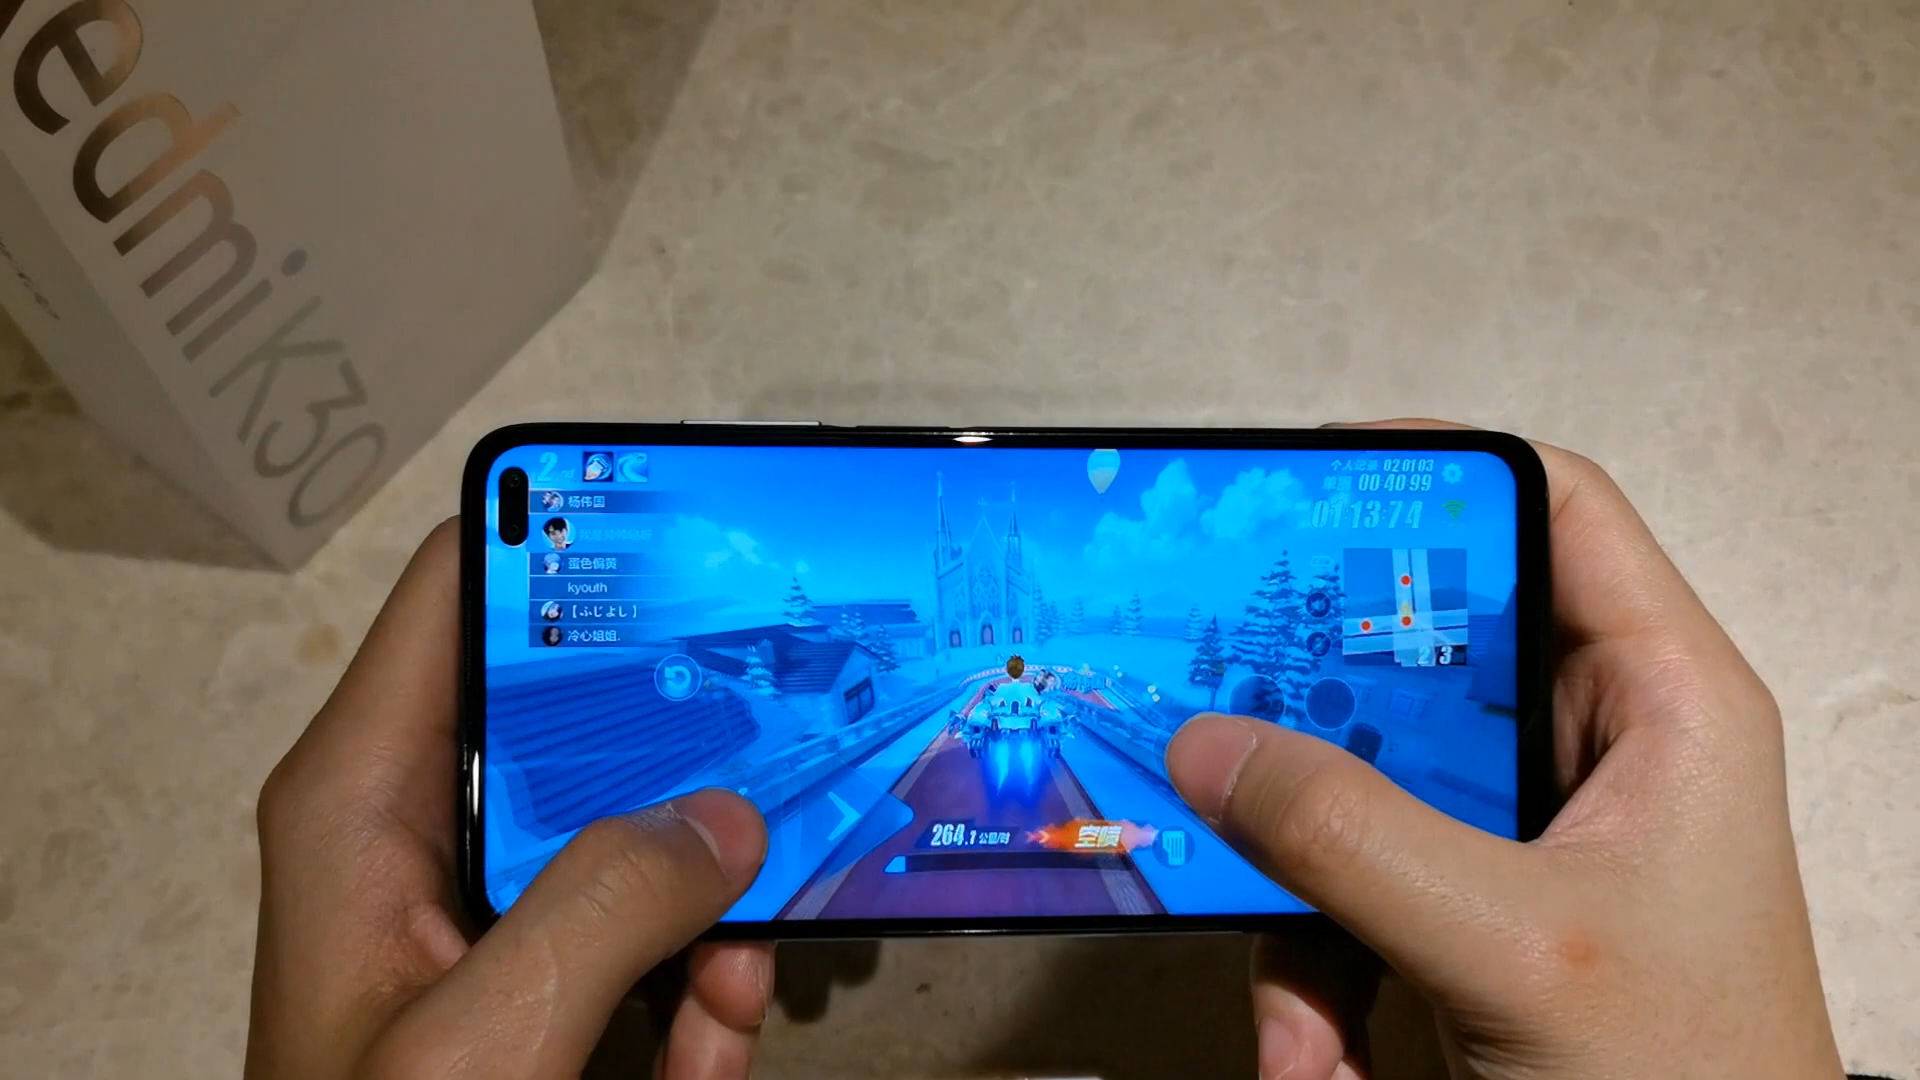 edmi K30
2nd
杨伟国
蛋色偏黄
kyouth
【ふじよし】
冷心姐姐.
个人记录 02:01:03
单圈 00:40:99
01:13:74
2/3
264.1公里/时
空喷